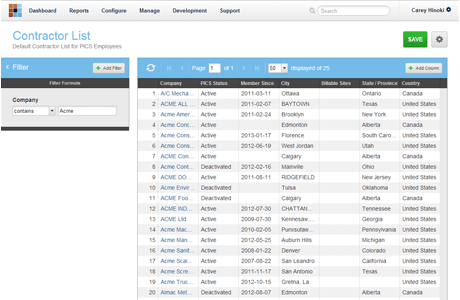 Dashboard Reports Configure Manage Development Support Search Carey Hinoki
Contractor List
Default Contractor List for PICS Employees
SAVE
Filter
Add Filter
Filter Formula
Company
contains Acme
Page 1 of 1 50 displayed of 25 Add Column
Company PICS Status Member Since City Billable Sites State / Province Country
1 A/C Mecha... Active 2011-03-11 Ottawa Ontario Canada
2 ACME ALL ... Active 2011-02-07 BAYTOWN Texas United States
3 Acme Amer... Active 2011-02-24 Brooklyn New York United States
4 Acme Conc... Active Edmonton Alberta Canada
5 Acme Cons... Active 2013-01-17 Florence South Caro... United States
6 Acme Cons... Active 2012-06-19 West Jordan Utah United States
7 ACME Con... Active Calgary Alberta Canada
8 Acme Cont... Deactivated 2012-02-16 Mainville Ohio United States
9 ACME DO... Active 2011-08-11 RIDGEFIELD New Jersey United States
10 Acme Envir... Deactivated Tulsa Oklahoma United States
11 ACME Foo... Deactivated Calgary Alberta Canada
12 ACME IND... Active 2012-07-30 CHATTAN... Tennessee United States
13 ACME Ltd. Active 2009-07-30 Kennesaw,... Georgia United States
14 Acme Mac... Active 2010-05-02 Punxsutaw... Pennsylvania United States
15 Acme Man... Active 2012-05-25 Auburn Hills Michigan United States
16 Acme Sanit... Active 2006-01-22 Denver Colorado United States
17 Acme Scal... Active 2007-08-22 San Leandro California United States
18 Acme Scre... Active 2011-11-17 San Antonio Texas United States
19 Acme Truc... Active 2012-10-15 Gretna, La United States
20 Aimac Met... Deactivated 2012-08-07 Edmonton Alberta Canada